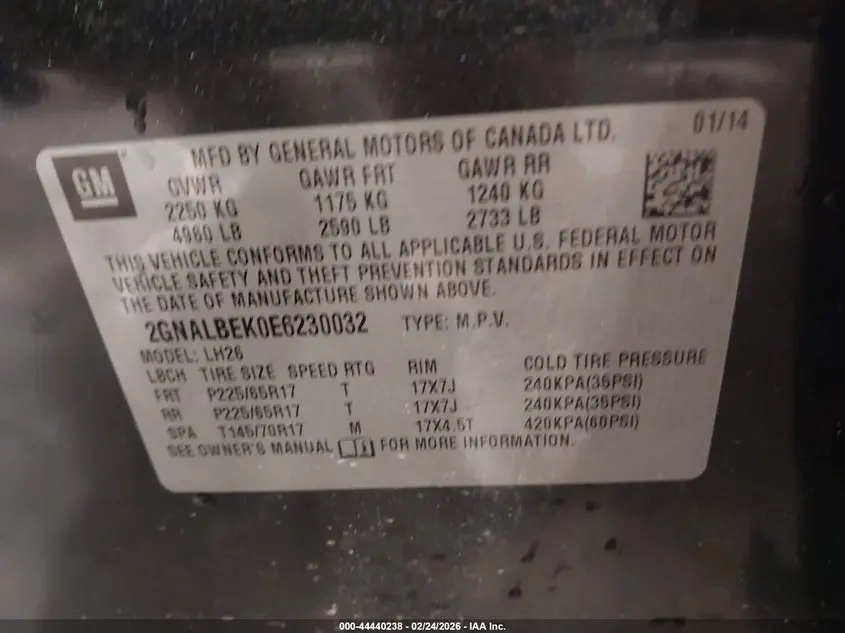 GM
MFD BY GENERAL MOTORS OF CANADA LTD. 01/14
GVWR GAWR FRT GAWR RR
2250 KG 1175 KG 1240 KG
4960 LB 2590 LB 2733 LB
THIS VEHICLE CONFORMS TO ALL APPLICABLE U.S. FEDERAL MOTOR
VEHICLE SAFETY AND THEFT PREVENTION STANDARDS IN EFFECT ON
THE DATE OF MANUFACTURE SHOWN ABOVE.
2GNALBEK0E6230032 TYPE: M.P.V.
MODEL: LH26
LBCH TIRE SIZE SPEED RTG RIM COLD TIRE PRESSURE
FRT P225/65R17 T 17X7J 240KPA(35PSI)
RR P225/65R17 T 17X7J 240KPA(35PSI)
SPA T145/70R17 M 17X4.5T 420KPA(60PSI)
SEE OWNER'S MANUAL FOR MORE INFORMATION.
000-44440238 - 02/24/2026 - IAA Inc.